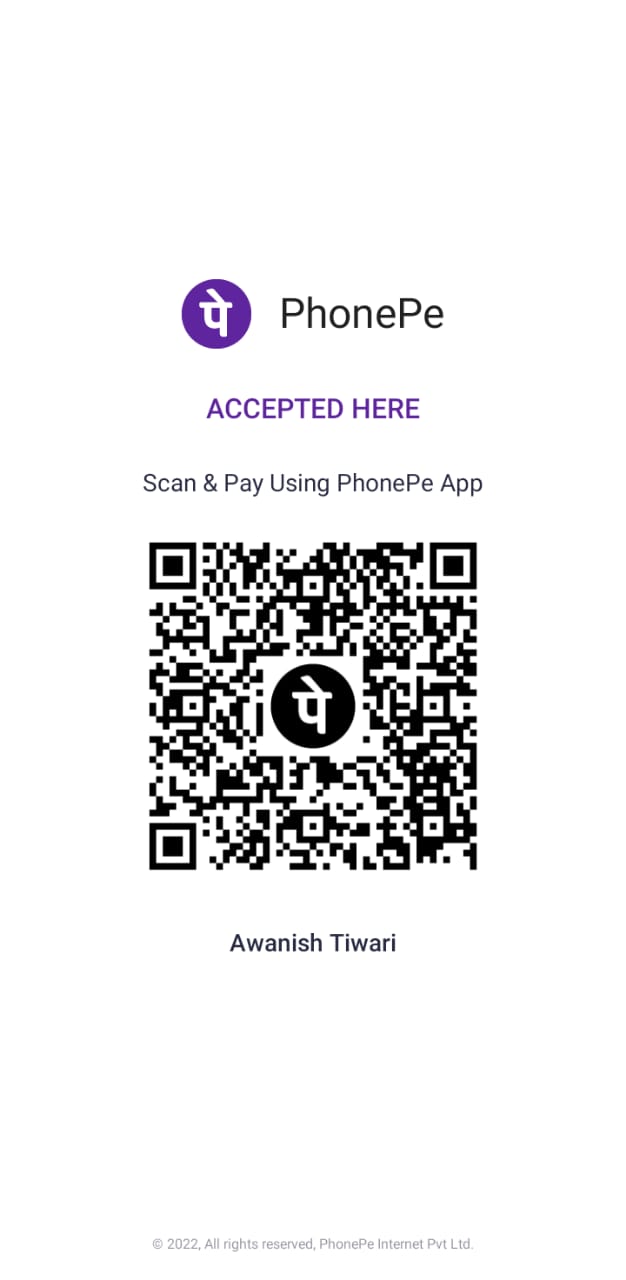 पे PhonePe
ACCEPTED HERE
Scan & Pay Using PhonePe App
पे
Awanish Tiwari
© 2022, All rights reserved, PhonePe Internet Pvt Ltd.